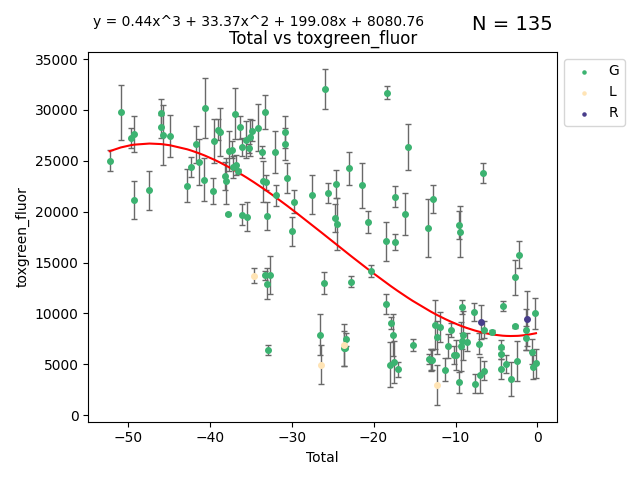 y = 0.44x^3 + 33.37x^2 + 199.08x + 8080.76
N = 135
Total vs toxgreen_fluor
35000
30000
25000
20000
15000
10000
5000
0
toxgreen_fluor
−50
−40
−30
−20
−10
0
Total
G
L
R